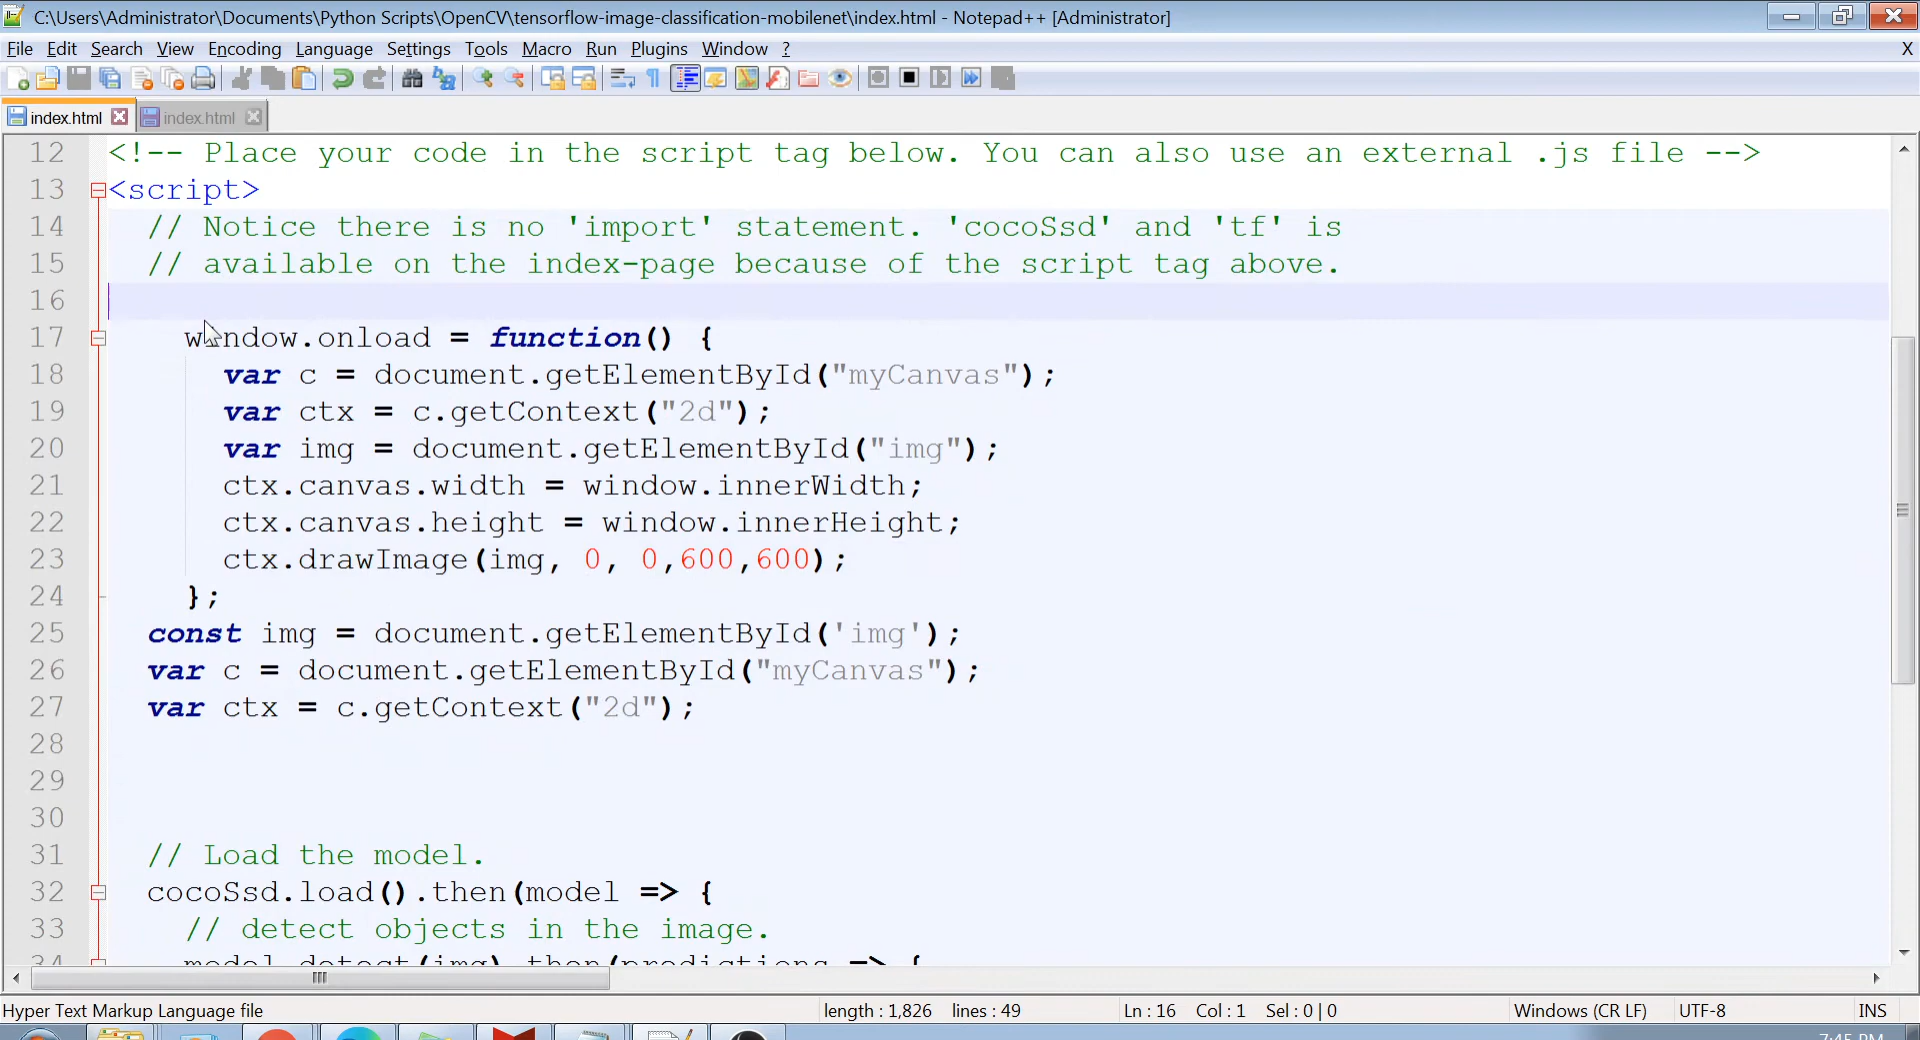 C:\Users\Administrator\Documents\Python Scripts\OpenCV\tensorflow-image-classification-mobilenet\index.html - Notepad++ [Administrator]
File Edit Search View Encoding Language Settings Tools Macro Run Plugins Window ? X
index.html index.html
12 <!-- Place your code in the script tag below. You can also use an external .js file -->
13 <script>
14 // Notice there is no 'import' statement. 'cocoSsd' and 'tf' is
15 // available on the index-page because of the script tag above.
16
17 window.onload = function() {
18 var c = document.getElementById("myCanvas");
19 var ctx = c.getContext("2d");
20 var img = document.getElementById("img");
21 ctx.canvas.width = window.innerWidth;
22 ctx.canvas.height = window.innerHeight;
23 ctx.drawImage(img, 0, 0,600,600);
24 };
25 const img = document.getElementById('img');
26 var c = document.getElementById("myCanvas");
27 var ctx = c.getContext("2d");
28
29
30
31 // Load the model.
32 cocoSsd.load().then(model => {
33 // detect objects in the image.
34 model.detect(img).then(predictions => {
Hyper Text Markup Language file length : 1,826 lines : 49 Ln : 16 Col : 1 Sel : 0 | 0 Windows (CR LF) UTF-8 INS
7:45 PM